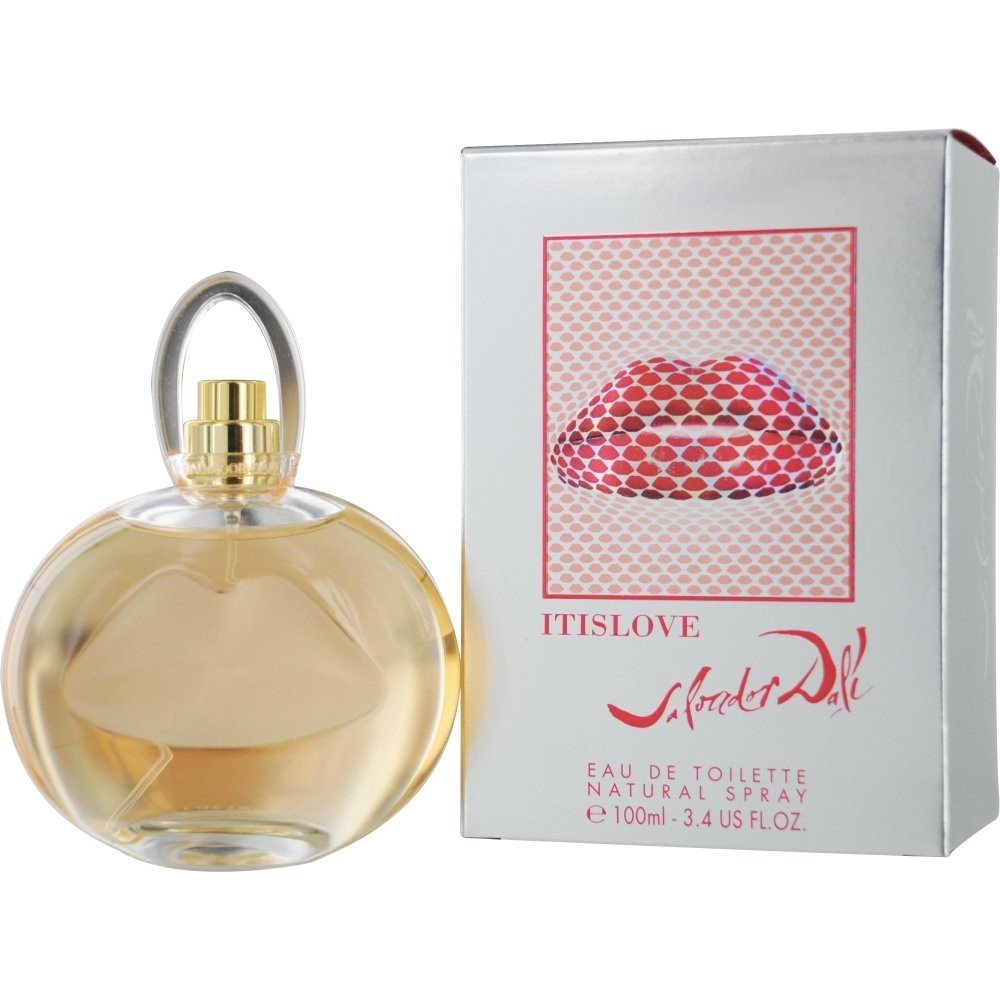 ITISLOVE
Salvador Dalí
EAU DE TOILETTE
NATURAL SPRAY
℮ 100ml - 3.4 US FL.OZ.